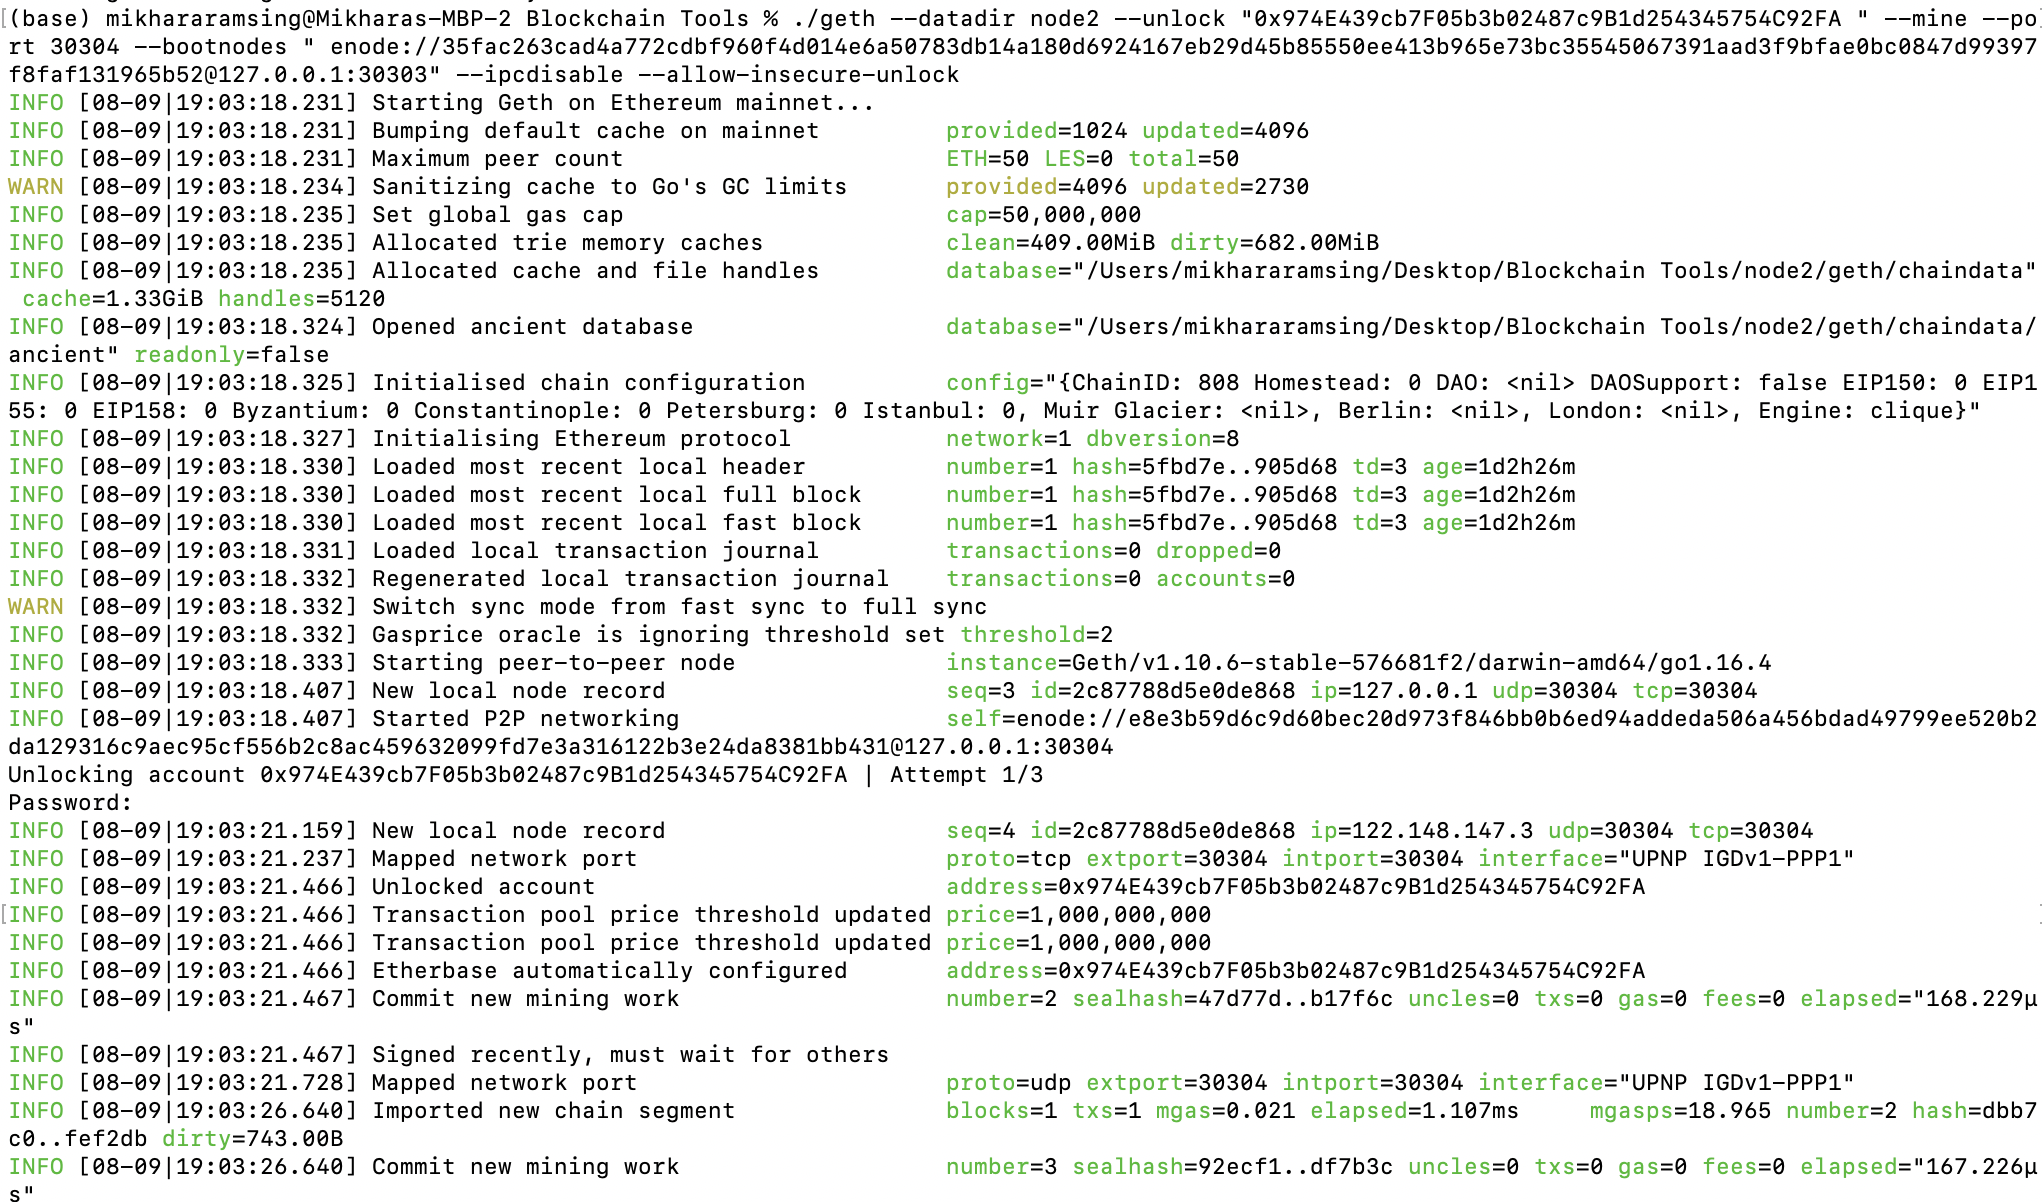 (base) mikhararamsing@Mikharas-MBP-2 Blockchain Tools % ./geth --datadir node2 --unlock "0x974E439cb7F05b3b02487c9B1d254345754C92FA " --mine --po
rt 30304 --bootnodes " enode://35fac263cad4a772cdbf960f4d014e6a50783db14a180d6924167eb29d45b85550ee413b965e73bc35545067391aad3f9bfae0bc0847d99397
f8faf131965b52@127.0.0.1:30303" --ipcdisable --allow-insecure-unlock
INFO [08-09|19:03:18.231] Starting Geth on Ethereum mainnet...
INFO [08-09|19:03:18.231] Bumping default cache on mainnet         provided=1024 updated=4096
INFO [08-09|19:03:18.231] Maximum peer count                       ETH=50 LES=0 total=50
WARN [08-09|19:03:18.234] Sanitizing cache to Go's GC limits       provided=4096 updated=2730
INFO [08-09|19:03:18.235] Set global gas cap                       cap=50,000,000
INFO [08-09|19:03:18.235] Allocated trie memory caches             clean=409.00MiB dirty=682.00MiB
INFO [08-09|19:03:18.235] Allocated cache and file handles         database="/Users/mikhararamsing/Desktop/Blockchain Tools/node2/geth/chaindata"
 cache=1.33GiB handles=5120
INFO [08-09|19:03:18.324] Opened ancient database                  database="/Users/mikhararamsing/Desktop/Blockchain Tools/node2/geth/chaindata/
ancient" readonly=false
INFO [08-09|19:03:18.325] Initialised chain configuration          config="{ChainID: 808 Homestead: 0 DAO: <nil> DAOSupport: false EIP150: 0 EIP1
55: 0 EIP158: 0 Byzantium: 0 Constantinople: 0 Petersburg: 0 Istanbul: 0, Muir Glacier: <nil>, Berlin: <nil>, London: <nil>, Engine: clique}"
INFO [08-09|19:03:18.327] Initialising Ethereum protocol           network=1 dbversion=8
INFO [08-09|19:03:18.330] Loaded most recent local header          number=1 hash=5fbd7e..905d68 td=3 age=1d2h26m
INFO [08-09|19:03:18.330] Loaded most recent local full block      number=1 hash=5fbd7e..905d68 td=3 age=1d2h26m
INFO [08-09|19:03:18.330] Loaded most recent local fast block      number=1 hash=5fbd7e..905d68 td=3 age=1d2h26m
INFO [08-09|19:03:18.331] Loaded local transaction journal         transactions=0 dropped=0
INFO [08-09|19:03:18.332] Regenerated local transaction journal    transactions=0 accounts=0
WARN [08-09|19:03:18.332] Switch sync mode from fast sync to full sync
INFO [08-09|19:03:18.332] Gasprice oracle is ignoring threshold set threshold=2
INFO [08-09|19:03:18.333] Starting peer-to-peer node               instance=Geth/v1.10.6-stable-576681f2/darwin-amd64/go1.16.4
INFO [08-09|19:03:18.407] New local node record                    seq=3 id=2c87788d5e0de868 ip=127.0.0.1 udp=30304 tcp=30304
INFO [08-09|19:03:18.407] Started P2P networking                   self=enode://e8e3b59d6c9d60bec20d973f846bb0b6ed94addeda506a456bdad49799ee520b2
da129316c9aec95cf556b2c8ac459632099fd7e3a316122b3e24da8381bb431@127.0.0.1:30304
Unlocking account 0x974E439cb7F05b3b02487c9B1d254345754C92FA | Attempt 1/3
Password:
INFO [08-09|19:03:21.159] New local node record                    seq=4 id=2c87788d5e0de868 ip=122.148.147.3 udp=30304 tcp=30304
INFO [08-09|19:03:21.237] Mapped network port                      proto=tcp extport=30304 intport=30304 interface="UPNP IGDv1-PPP1"
INFO [08-09|19:03:21.466] Unlocked account                         address=0x974E439cb7F05b3b02487c9B1d254345754C92FA
INFO [08-09|19:03:21.466] Transaction pool price threshold updated price=1,000,000,000
INFO [08-09|19:03:21.466] Transaction pool price threshold updated price=1,000,000,000
INFO [08-09|19:03:21.466] Etherbase automatically configured       address=0x974E439cb7F05b3b02487c9B1d254345754C92FA
INFO [08-09|19:03:21.467] Commit new mining work                   number=2 sealhash=47d77d..b17f6c uncles=0 txs=0 gas=0 fees=0 elapsed="168.229µ
s"
INFO [08-09|19:03:21.467] Signed recently, must wait for others
INFO [08-09|19:03:21.728] Mapped network port                      proto=udp extport=30304 intport=30304 interface="UPNP IGDv1-PPP1"
INFO [08-09|19:03:26.640] Imported new chain segment               blocks=1 txs=1 mgas=0.021 elapsed=1.107ms     mgasps=18.965 number=2 hash=dbb7
c0..fef2db dirty=743.00B
INFO [08-09|19:03:26.640] Commit new mining work                   number=3 sealhash=92ecf1..df7b3c uncles=0 txs=0 gas=0 fees=0 elapsed="167.226µ
s"